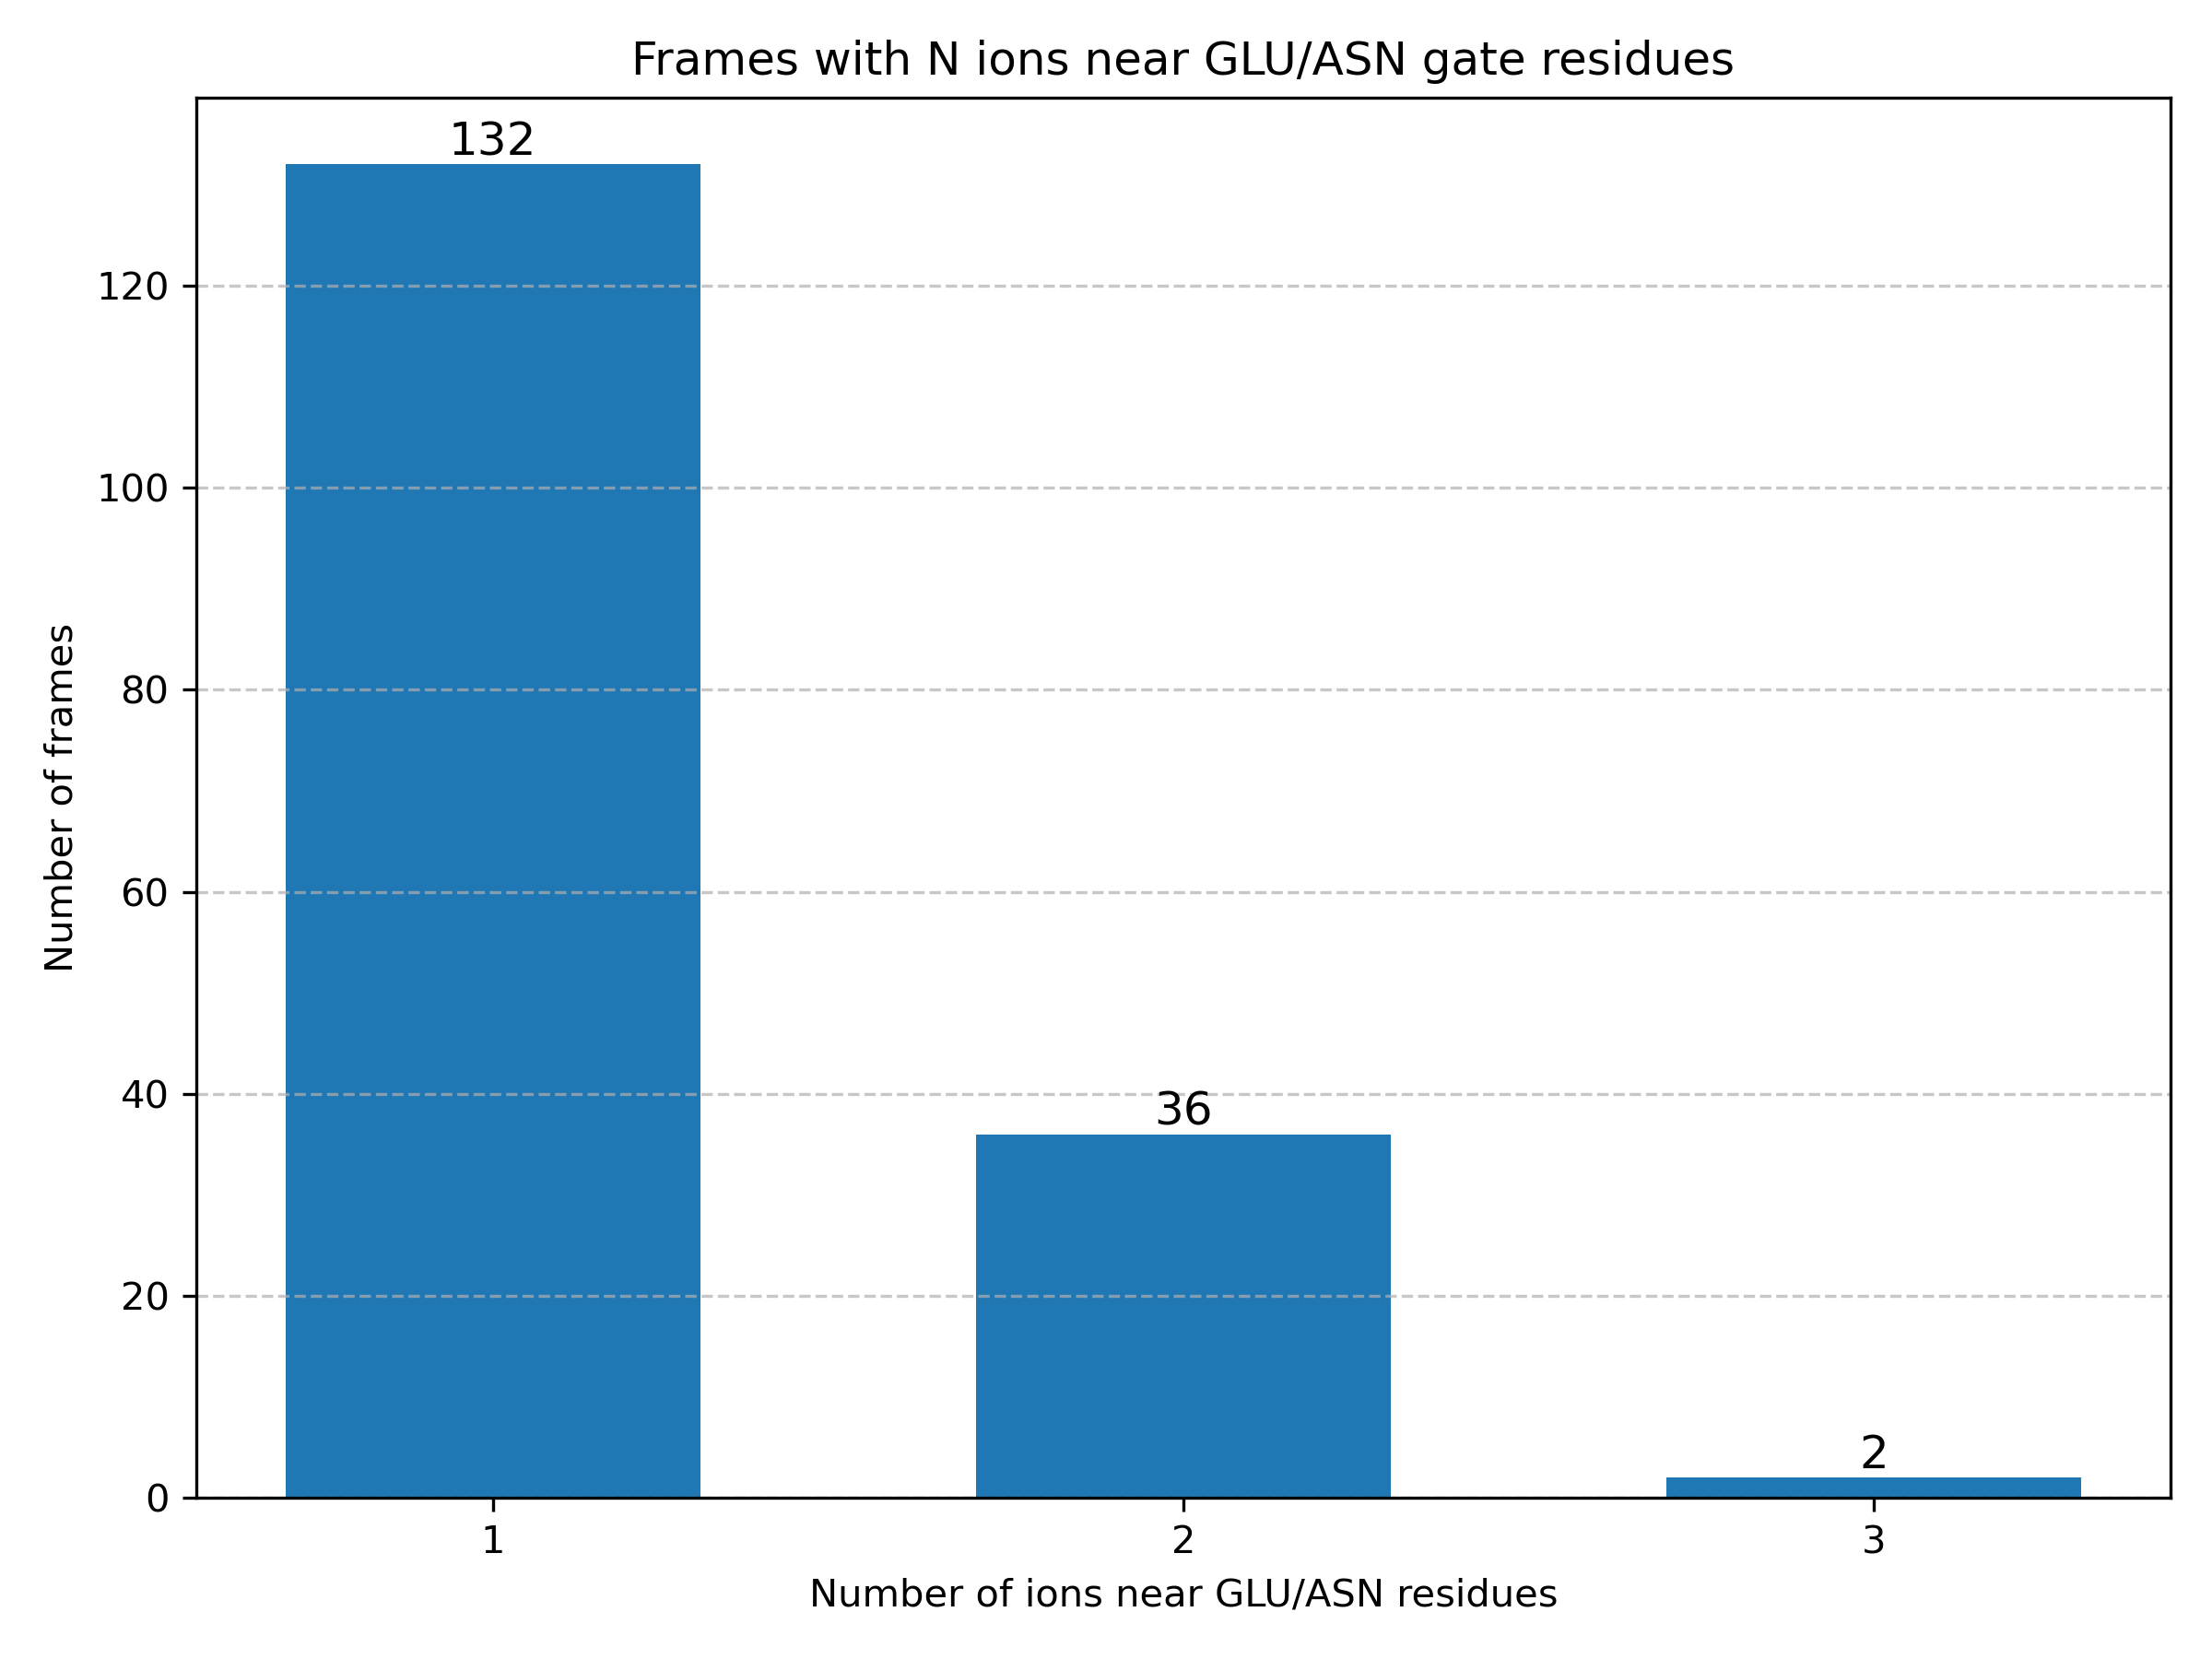 Frames with N ions near GLU/ASN gate residues
132
120
100
80
60
40
20
0
36
2
Number of frames
1 2 3
Number of ions near GLU/ASN residues